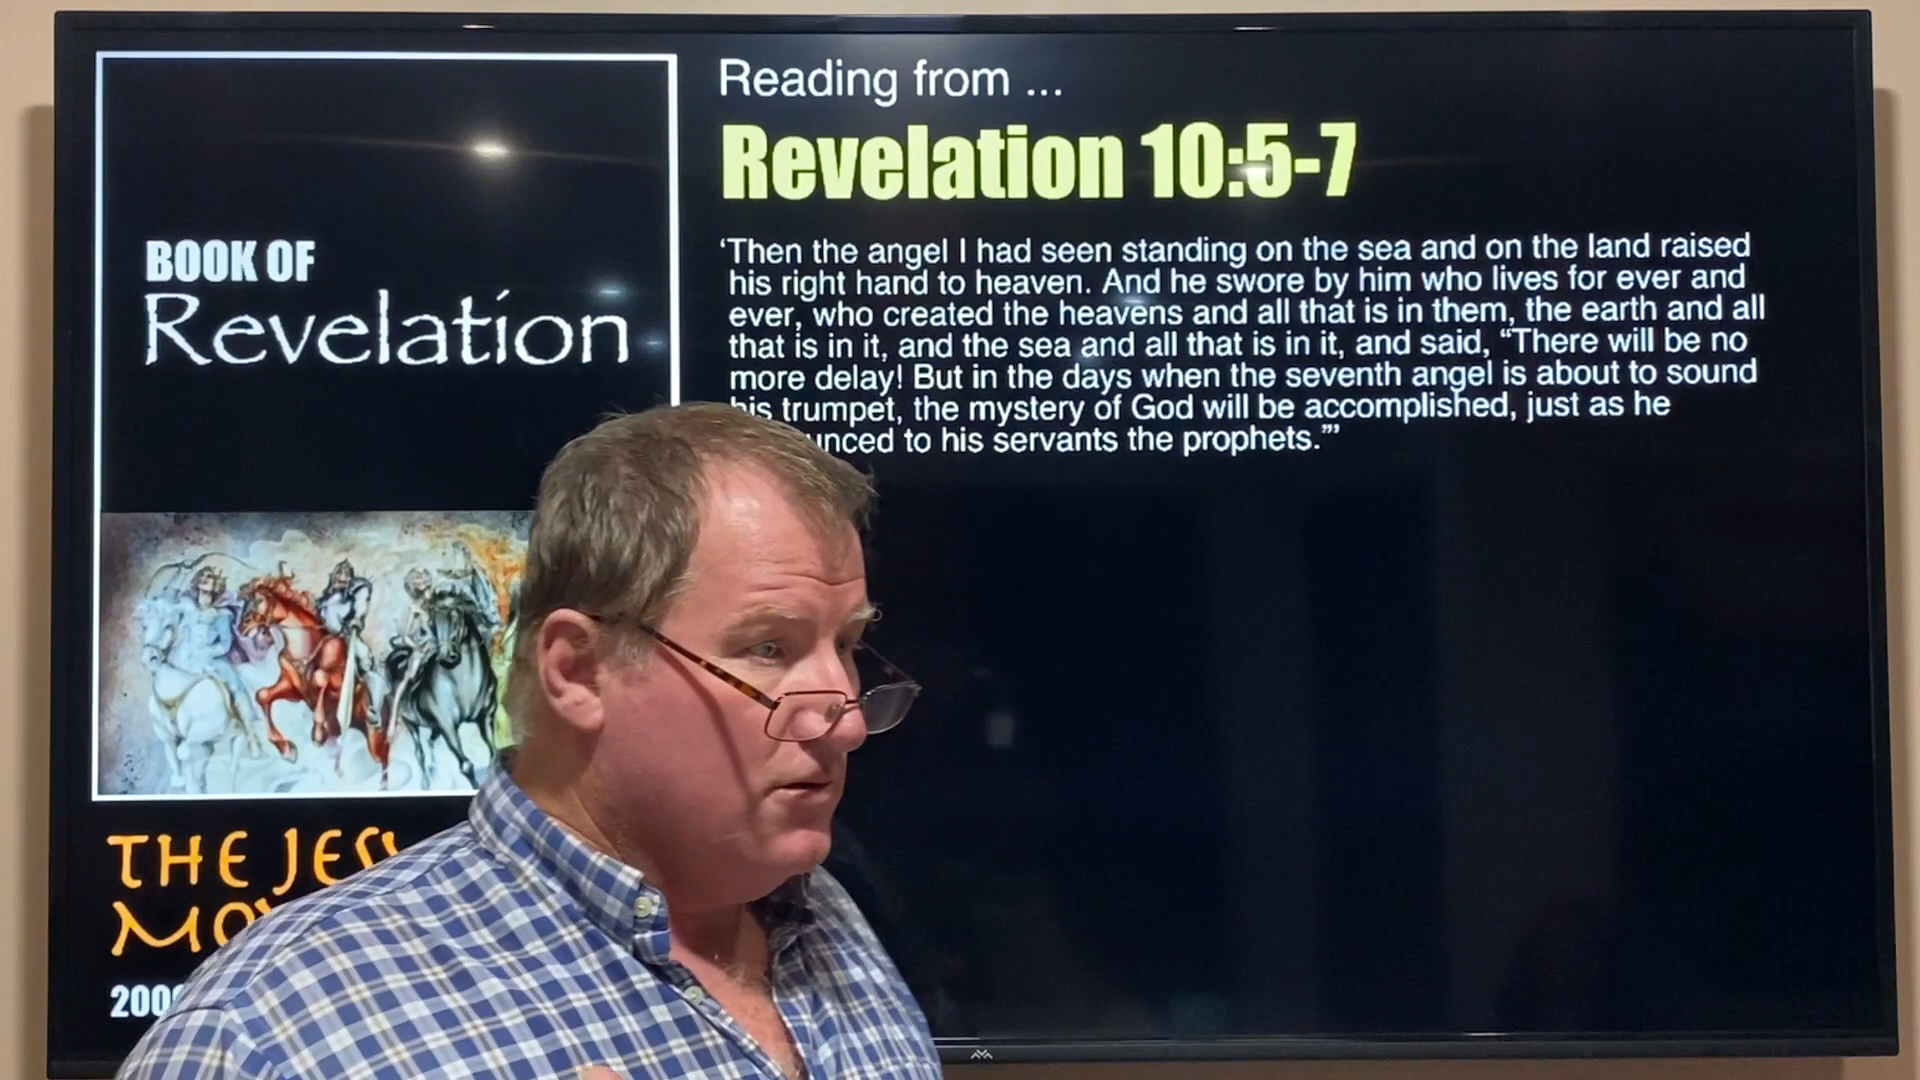 Reading from ...
Revelation 10:5-7
‘Then the angel I had seen standing on the sea and on the land raised
his right hand to heaven. And he swore by him who lives for ever and
ever, who created the heavens and all that is in them, the earth and all
that is in it, and the sea and all that is in it, and said, “There will be no
more delay! But in the days when the seventh angel is about to sound
his trumpet, the mystery of God will be accomplished, just as he
to his servants the prophets.”’
BOOK OF
Revelation
THE